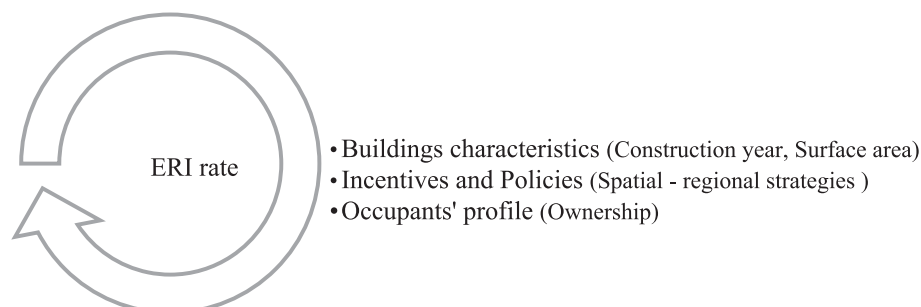 ERI rate
•Buildings characteristics (Construction year, Surface area)
•Incentives and Policies (Spatial - regional strategies )
•Occupants' profile (Ownership)